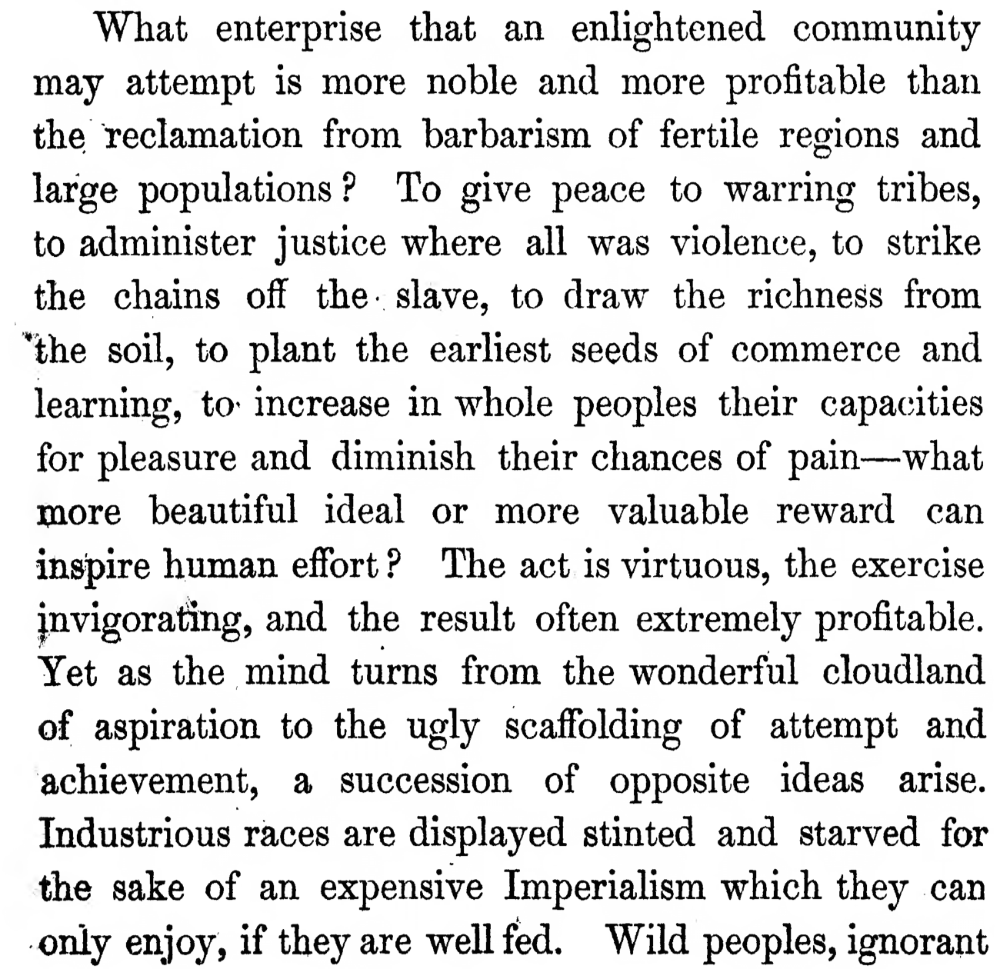 What enterprise that an enlightened community
may attempt is more noble and more profitable than
the reclamation from barbarism of fertile regions and
large populations? To give peace to warring tribes,
to administer justice where all was violence, to strike
the chains off the slave, to draw the richness from
the soil, to plant the earliest seeds of commerce and
learning, to increase in whole peoples their capacities
for pleasure and diminish their chances of pain—what
more beautiful ideal or more valuable reward can
inspire human effort? The act is virtuous, the exercise
invigorating, and the result often extremely profitable.
Yet as the mind turns from the wonderful cloudland
of aspiration to the ugly scaffolding of attempt and
achievement, a succession of opposite ideas arise.
Industrious races are displayed stinted and starved for
the sake of an expensive Imperialism which they can
only enjoy, if they are well fed. Wild peoples, ignorant